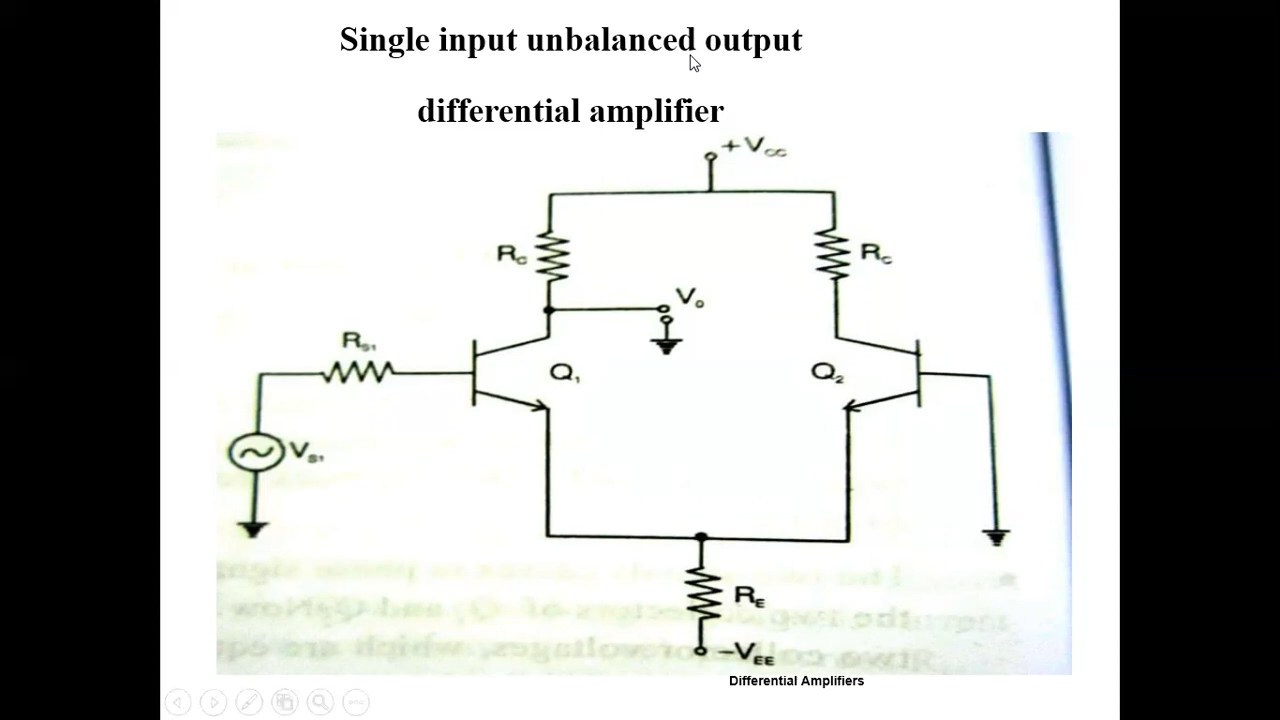 Single input unbalanced output
differential amplifier
+Vcc
Rc
Rc
Vo
Rs1
Q1
Q2
Vs1
RE
-VEE
Differential Amplifiers